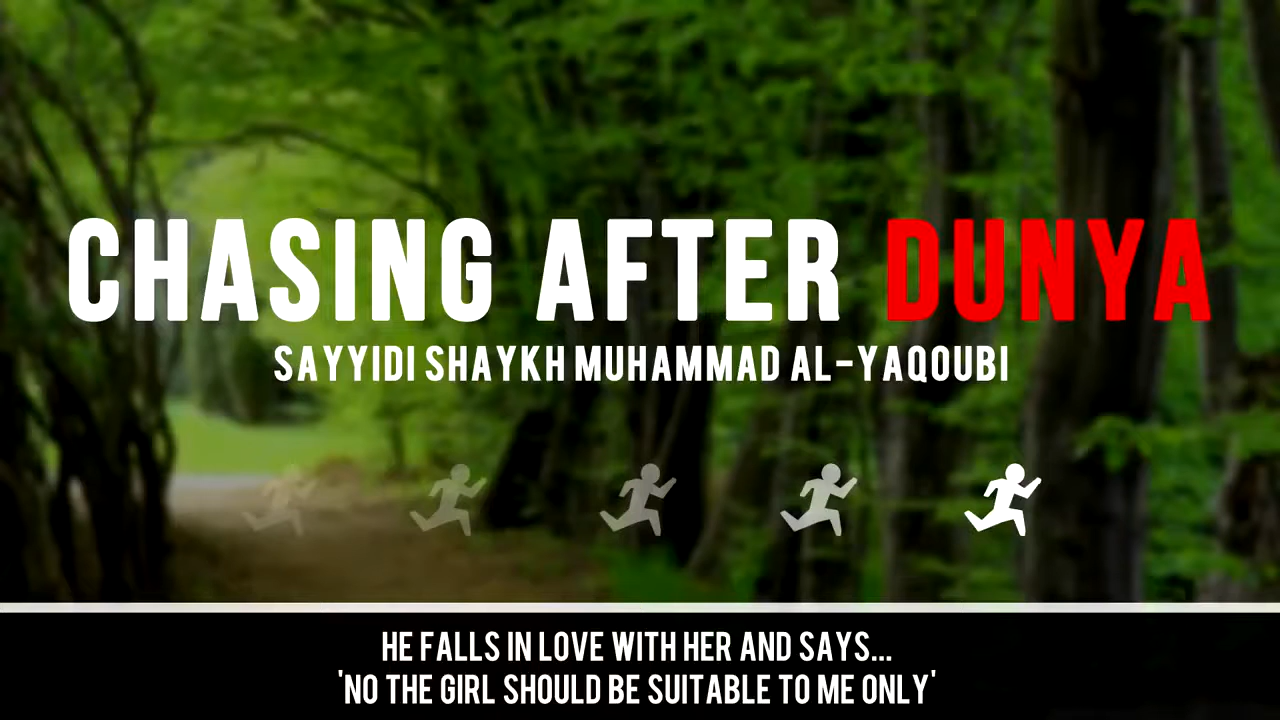 CHASING AFTER DUNYA
SAYYIDI SHAYKH MUHAMMAD AL-YAQOUBI
HE FALLS IN LOVE WITH HER AND SAYS...
'NO THE GIRL SHOULD BE SUITABLE TO ME ONLY'